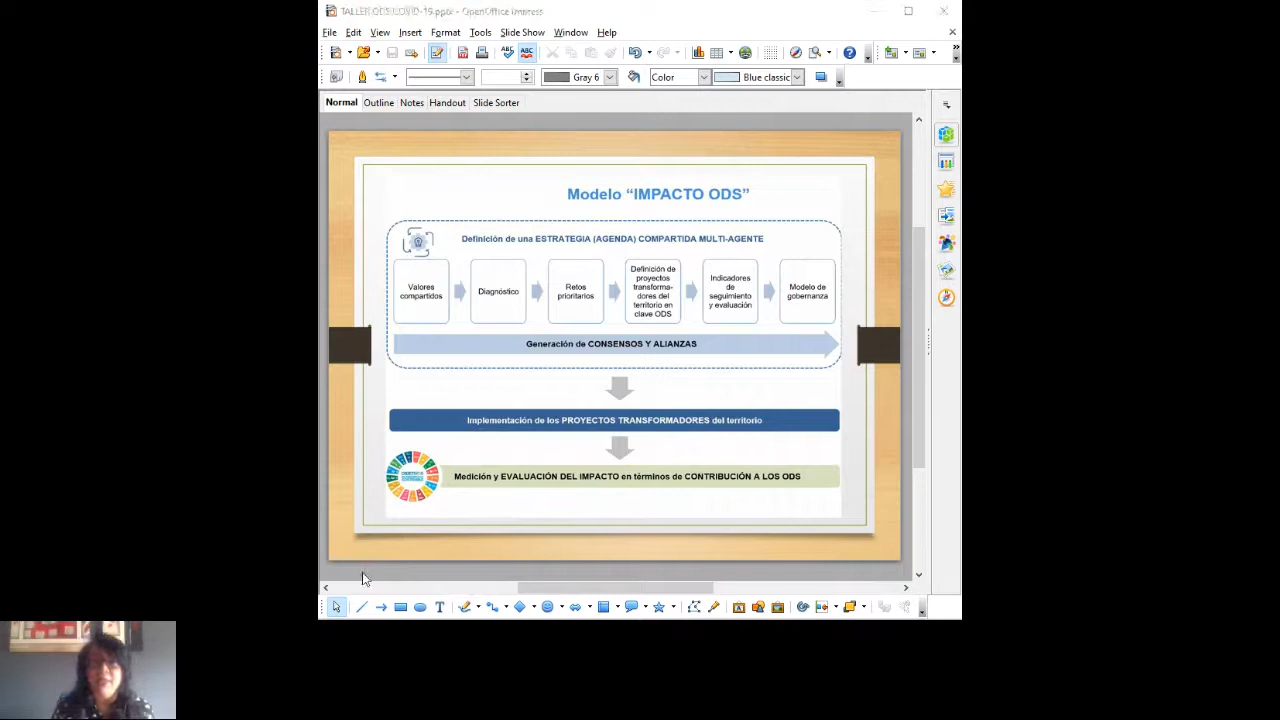 TALLER ODS COVID-19.pptx - OpenOffice Impress
File Edit View Insert Format Tools Slide Show Window Help
Gray 6 Color Blue classic
Normal Outline Notes Handout Slide Sorter
Modelo “IMPACTO ODS”
Definición de una ESTRATEGIA (AGENDA) COMPARTIDA MULTI-AGENTE
Valores
compartidos
Diagnóstico
Retos
prioritarios
Definición de
proyectos
transforma-
dores del
territorio en
clave ODS
Indicadores
de
seguimiento
y evaluación
Modelo de
gobernanza
Generación de CONSENSOS Y ALIANZAS
Implementación de los PROYECTOS TRANSFORMADORES del territorio
Medición y EVALUACIÓN DEL IMPACTO en términos de CONTRIBUCIÓN A LOS ODS